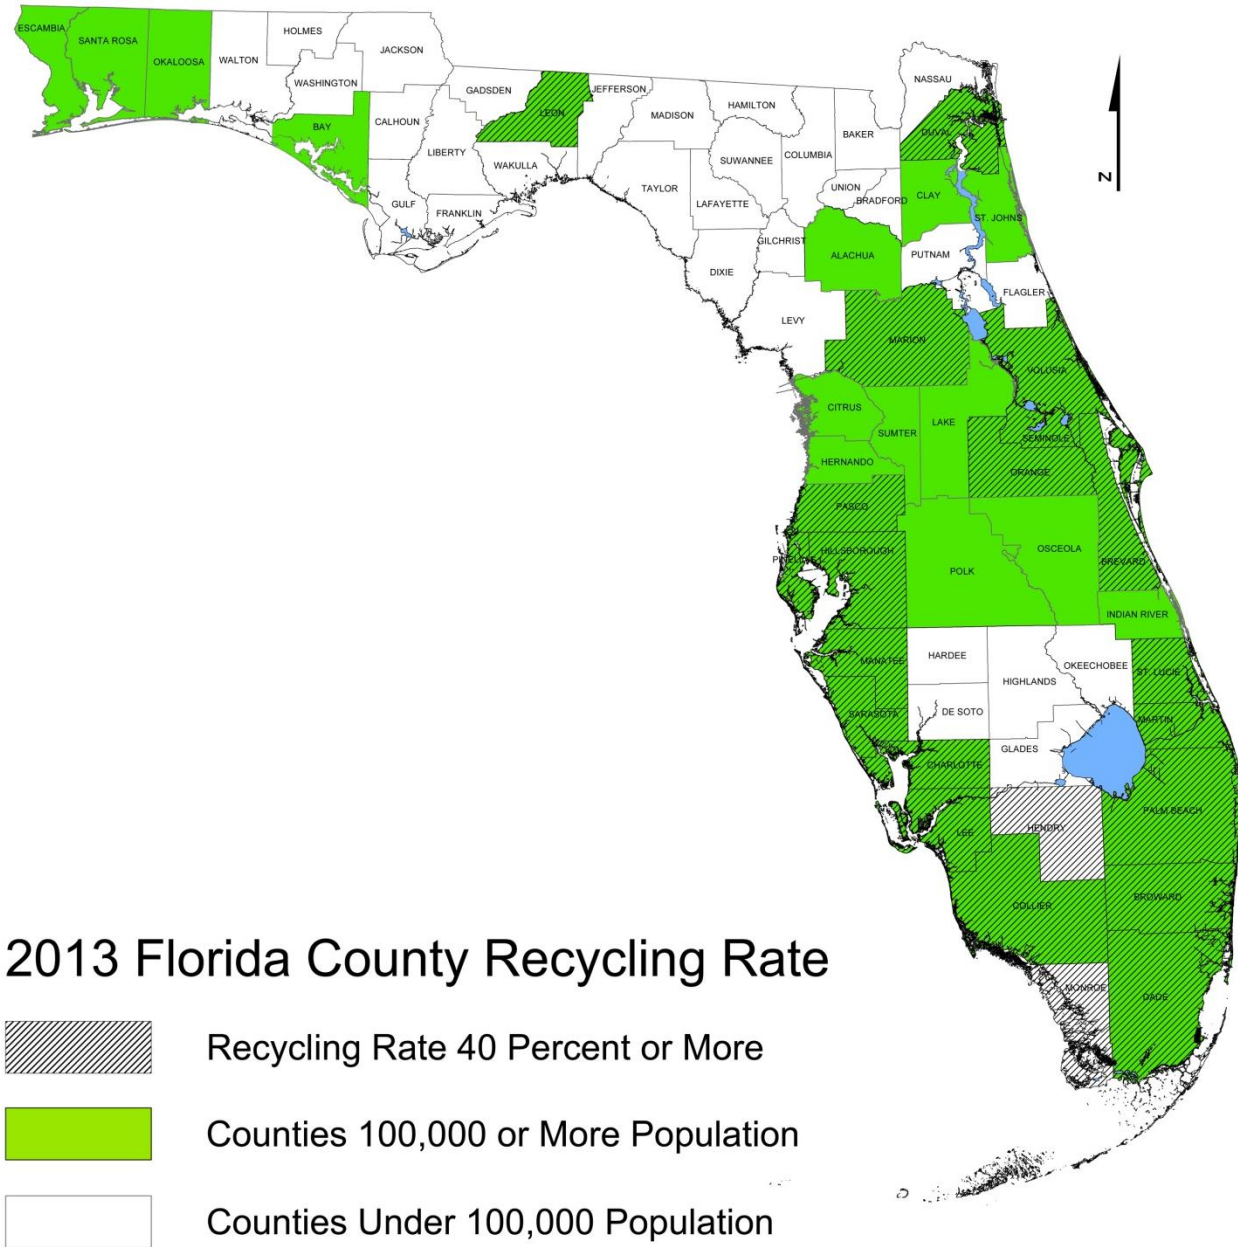 ESCAMBIA
SANTA ROSA
OKALOOSA
WALTON
HOLMES
JACKSON
WASHINGTON
BAY
CALHOUN
GADSDEN
LEON
JEFFERSON
LIBERTY
WAKULLA
GULF
FRANKLIN
MADISON
HAMILTON
TAYLOR
SUWANNEE
COLUMBIA
LAFAYETTE
BAKER
NASSAU
DUVAL
UNION
BRADFORD
CLAY
ST. JOHNS
GILCHRIST
ALACHUA
PUTNAM
DIXIE
FLAGLER
LEVY
MARION
VOLUSIA
CITRUS
SUMTER
LAKE
SEMINOLE
HERNANDO
ORANGE
PASCO
PINELLAS
HILLSBOROUGH
POLK
OSCEOLA
BREVARD
INDIAN RIVER
MANATEE
HARDEE
HIGHLANDS
OKEECHOBEE
ST. LUCIE
SARASOTA
DE SOTO
MARTIN
CHARLOTTE
GLADES
LEE
HENDRY
PALM BEACH
COLLIER
BROWARD
MONROE
DADE
N
2013 Florida County Recycling Rate
Recycling Rate 40 Percent or More
Counties 100,000 or More Population
Counties Under 100,000 Population